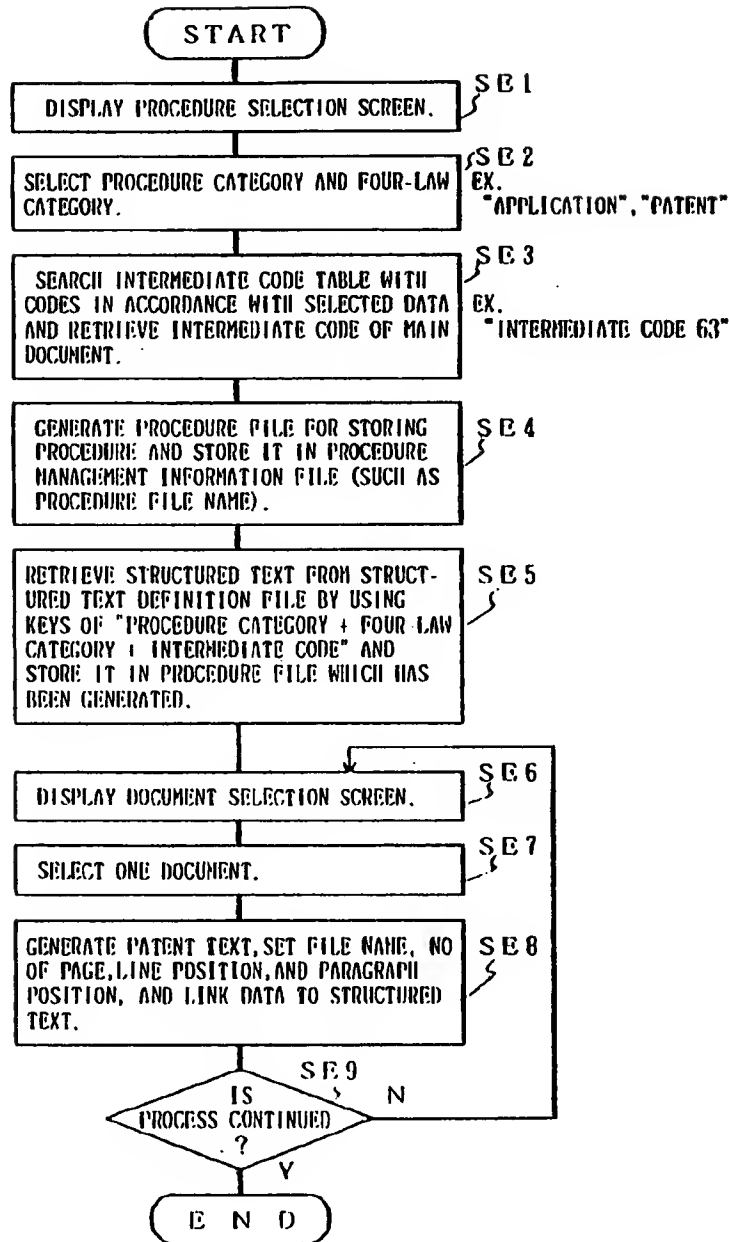 START
SE1
DISPLAY PROCEDURE SELECTION SCREEN.
SE2
SELECT PROCEDURE CATEGORY AND FOUR-LAW
CATEGORY.
EX.
"APPLICATION", "PATENT"
SE3
SEARCH INTERMEDIATE CODE TABLE WITH
CODES IN ACCORDANCE WITH SELECTED DATA
AND RETRIEVE INTERMEDIATE CODE OF MAIN
DOCUMENT.
EX.
"INTERMEDIATE CODE 63"
SE4
GENERATE PROCEDURE FILE FOR STORING
PROCEDURE AND STORE IT IN PROCEDURE
MANAGEMENT INFORMATION FILE (SUCH AS
PROCEDURE FILE NAME).
SE5
RETRIEVE STRUCTURED TEXT FROM STRUCT-
URED TEXT DEFINITION FILE BY USING
KEYS OF "PROCEDURE CATEGORY + FOUR LAW
CATEGORY + INTERMEDIATE CODE" AND
STORE IT IN PROCEDURE FILE WHICH HAS
BEEN GENERATED.
SE6
DISPLAY DOCUMENT SELECTION SCREEN.
SE7
SELECT ONE DOCUMENT.
SE8
GENERATE PATENT TEXT, SET FILE NAME, NO
OF PAGE, LINE POSITION, AND PARAGRAPH
POSITION, AND LINK DATA TO STRUCTURED
TEXT.
SE9
IS
PROCESS CONTINUED
?
N
Y
END